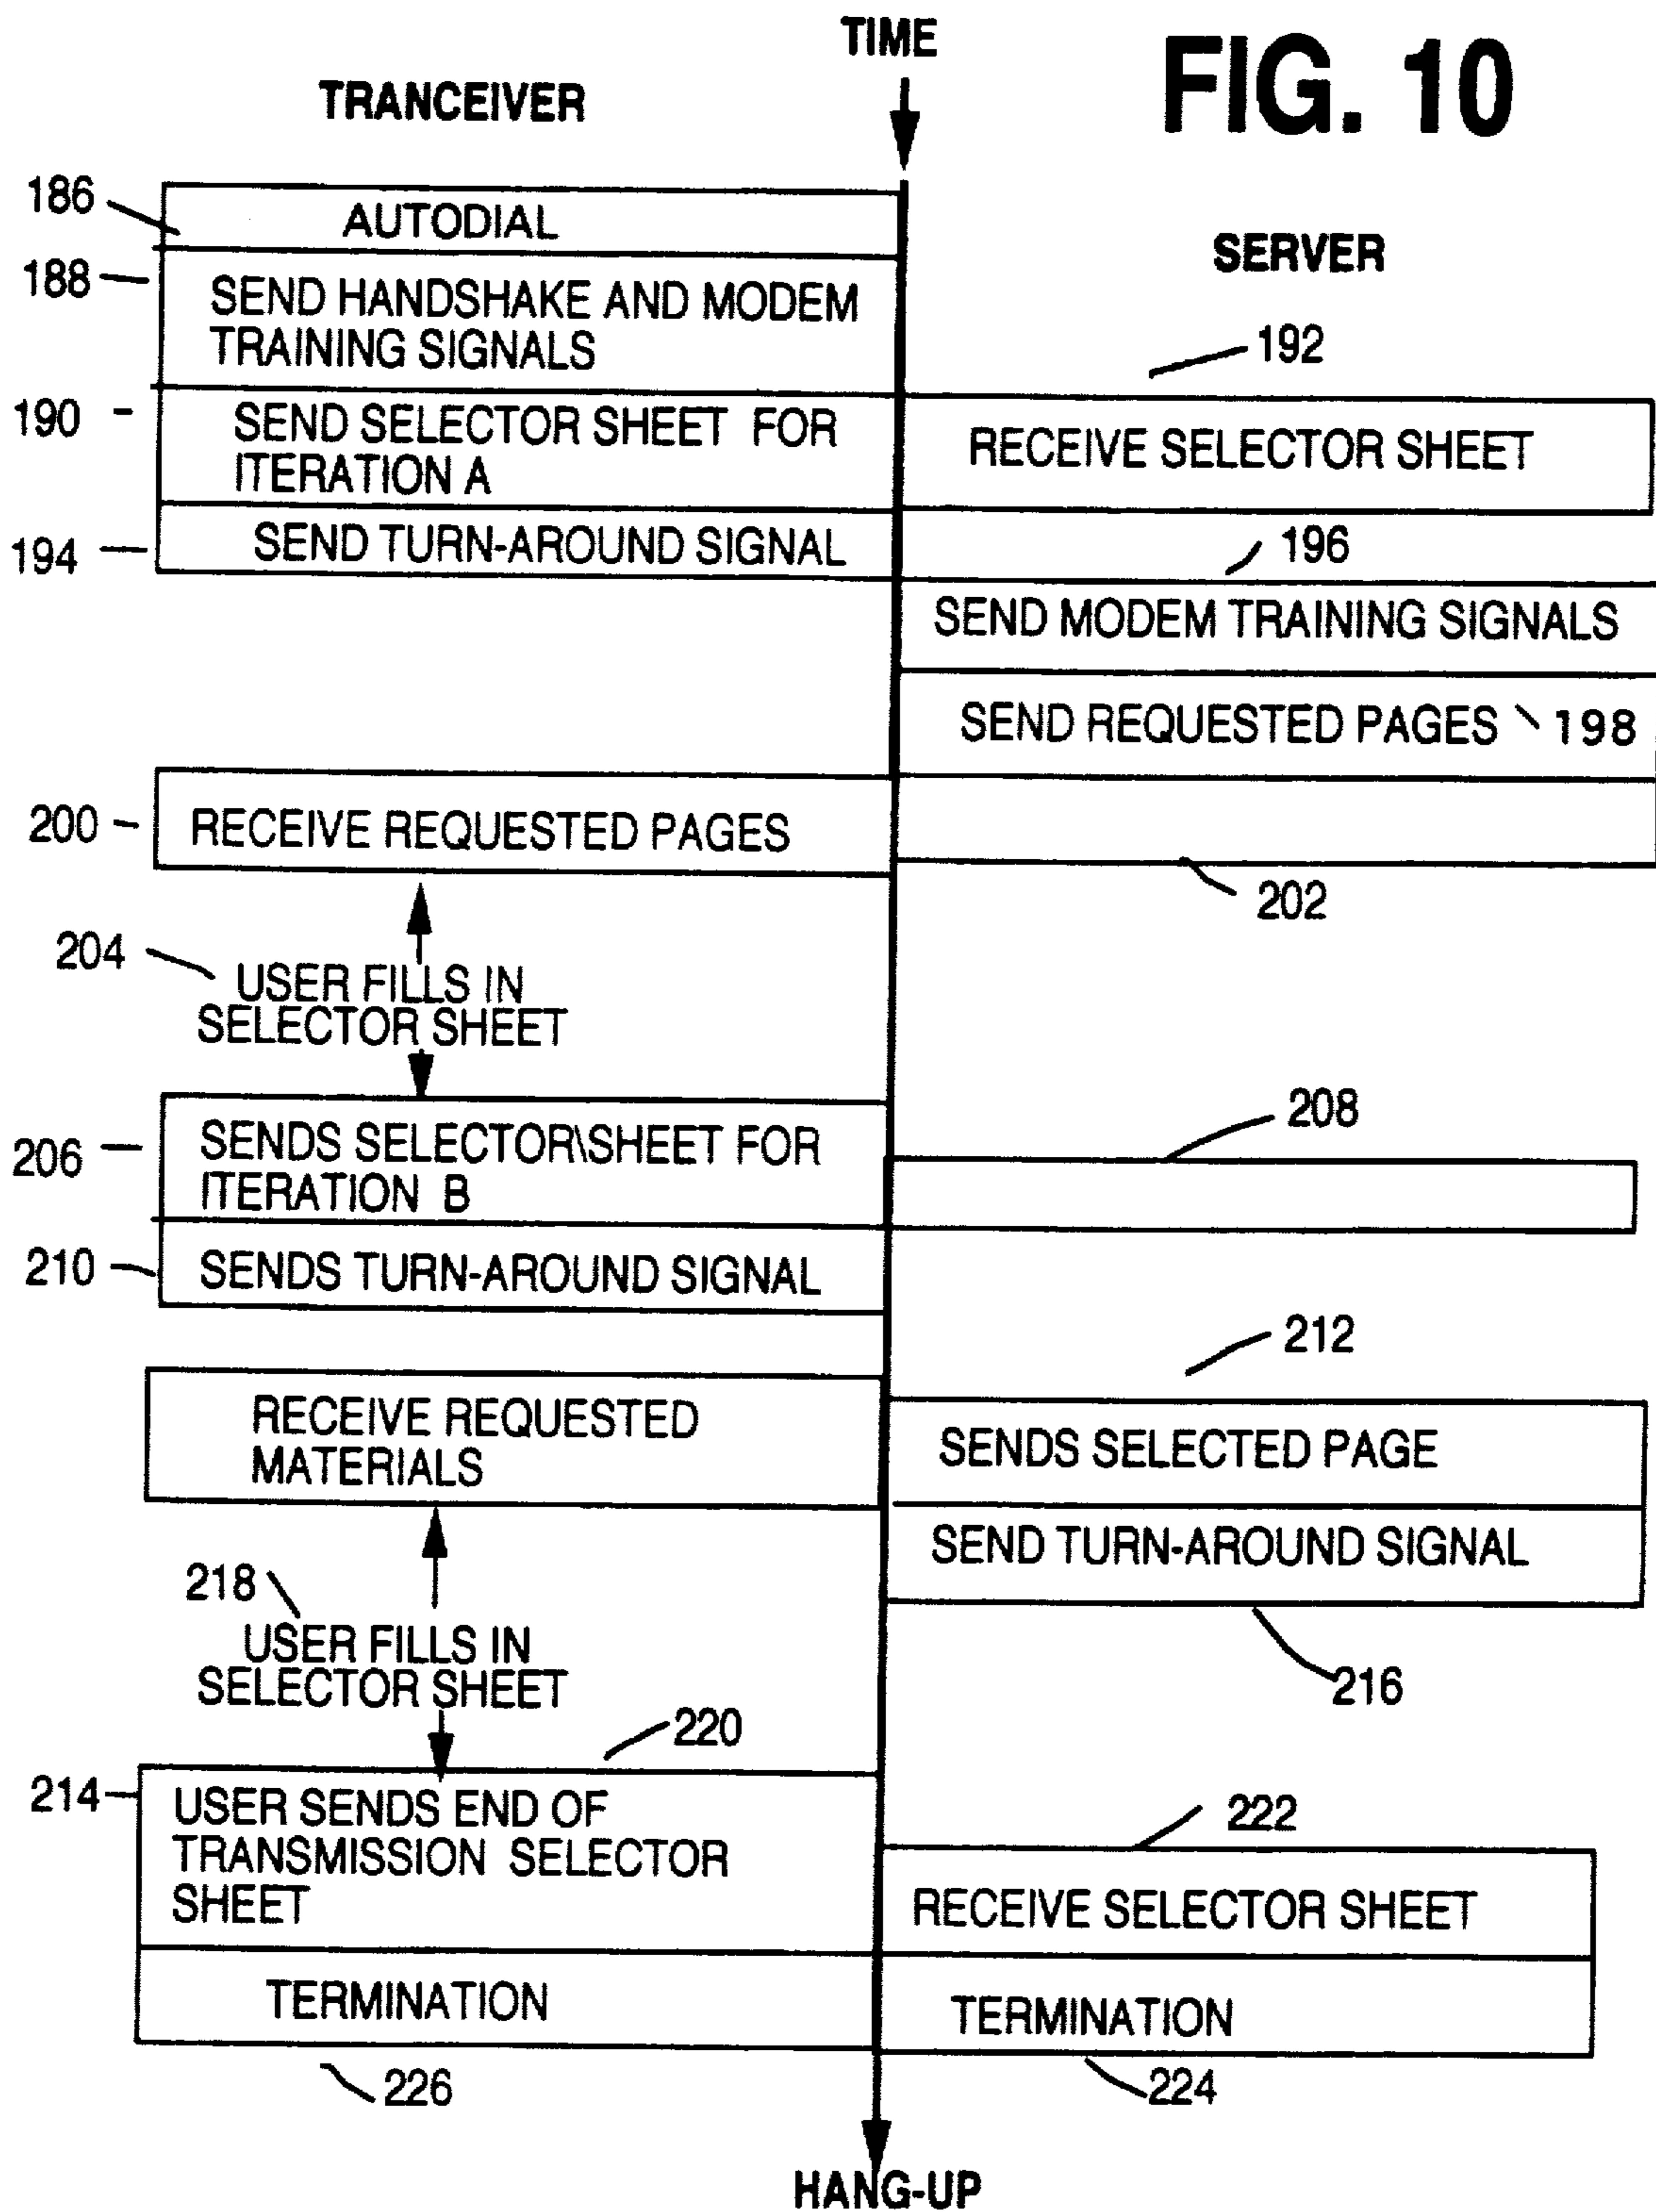 TIME
FIG. 10
TRANCEIVER
186
AUTODIAL
SERVER
188
SEND HANDSHAKE AND MODEM
TRAINING SIGNALS
192
190
SEND SELECTOR SHEET FOR
ITERATION A
RECEIVE SELECTOR SHEET
194
SEND TURN-AROUND SIGNAL
196
SEND MODEM TRAINING SIGNALS
SEND REQUESTED PAGES
198
200
RECEIVE REQUESTED PAGES
202
204
USER FILLS IN
SELECTOR SHEET
208
206
SENDS SELECTOR\SHEET FOR
ITERATION B
210
SENDS TURN-AROUND SIGNAL
212
RECEIVE REQUESTED
MATERIALS
SENDS SELECTED PAGE
SEND TURN-AROUND SIGNAL
218
USER FILLS IN
SELECTOR SHEET
216
220
214
USER SENDS END OF
TRANSMISSION SELECTOR
SHEET
222
RECEIVE SELECTOR SHEET
TERMINATION
TERMINATION
226
224
HANG-UP